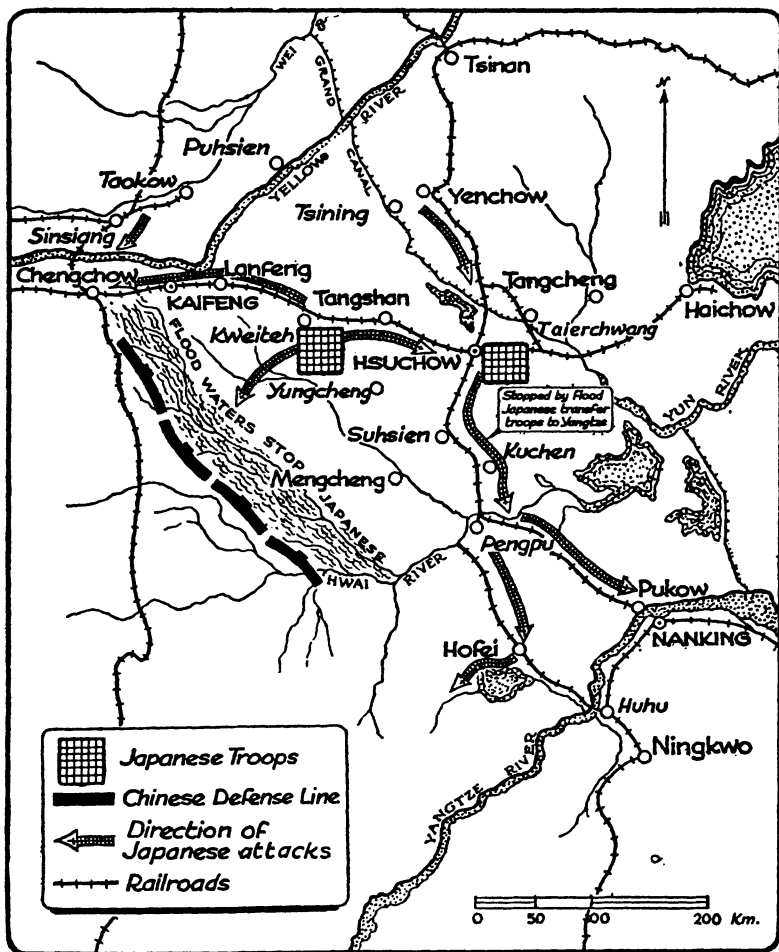 WEI
GRAND
CANAL
Tsinan
N
Puhsien
YELLOW
RIVER
Taokow
Yenchow
Tsining
Sinsiang
Chengchow
Lanfeng
KAIFENG
Tangshan
Tangcheng
Haichow
Taierchwang
Kweiteh
HSUCHOW
Yungcheng
YUN RIVER
Stopped by flood
Japanese transfer
troops to Yangtze
FLOOD WATERS STOP JAPANESE
Suhsien
Kuchen
Mengcheng
Pengpu
HWAI RIVER
Pukow
NANKING
Hofei
Huhu
Ningkwo
YANGTZE RIVER
Japanese Troops
Chinese Defense Line
Direction of
Japanese attacks
Railroads
0 50 100 200 Km.